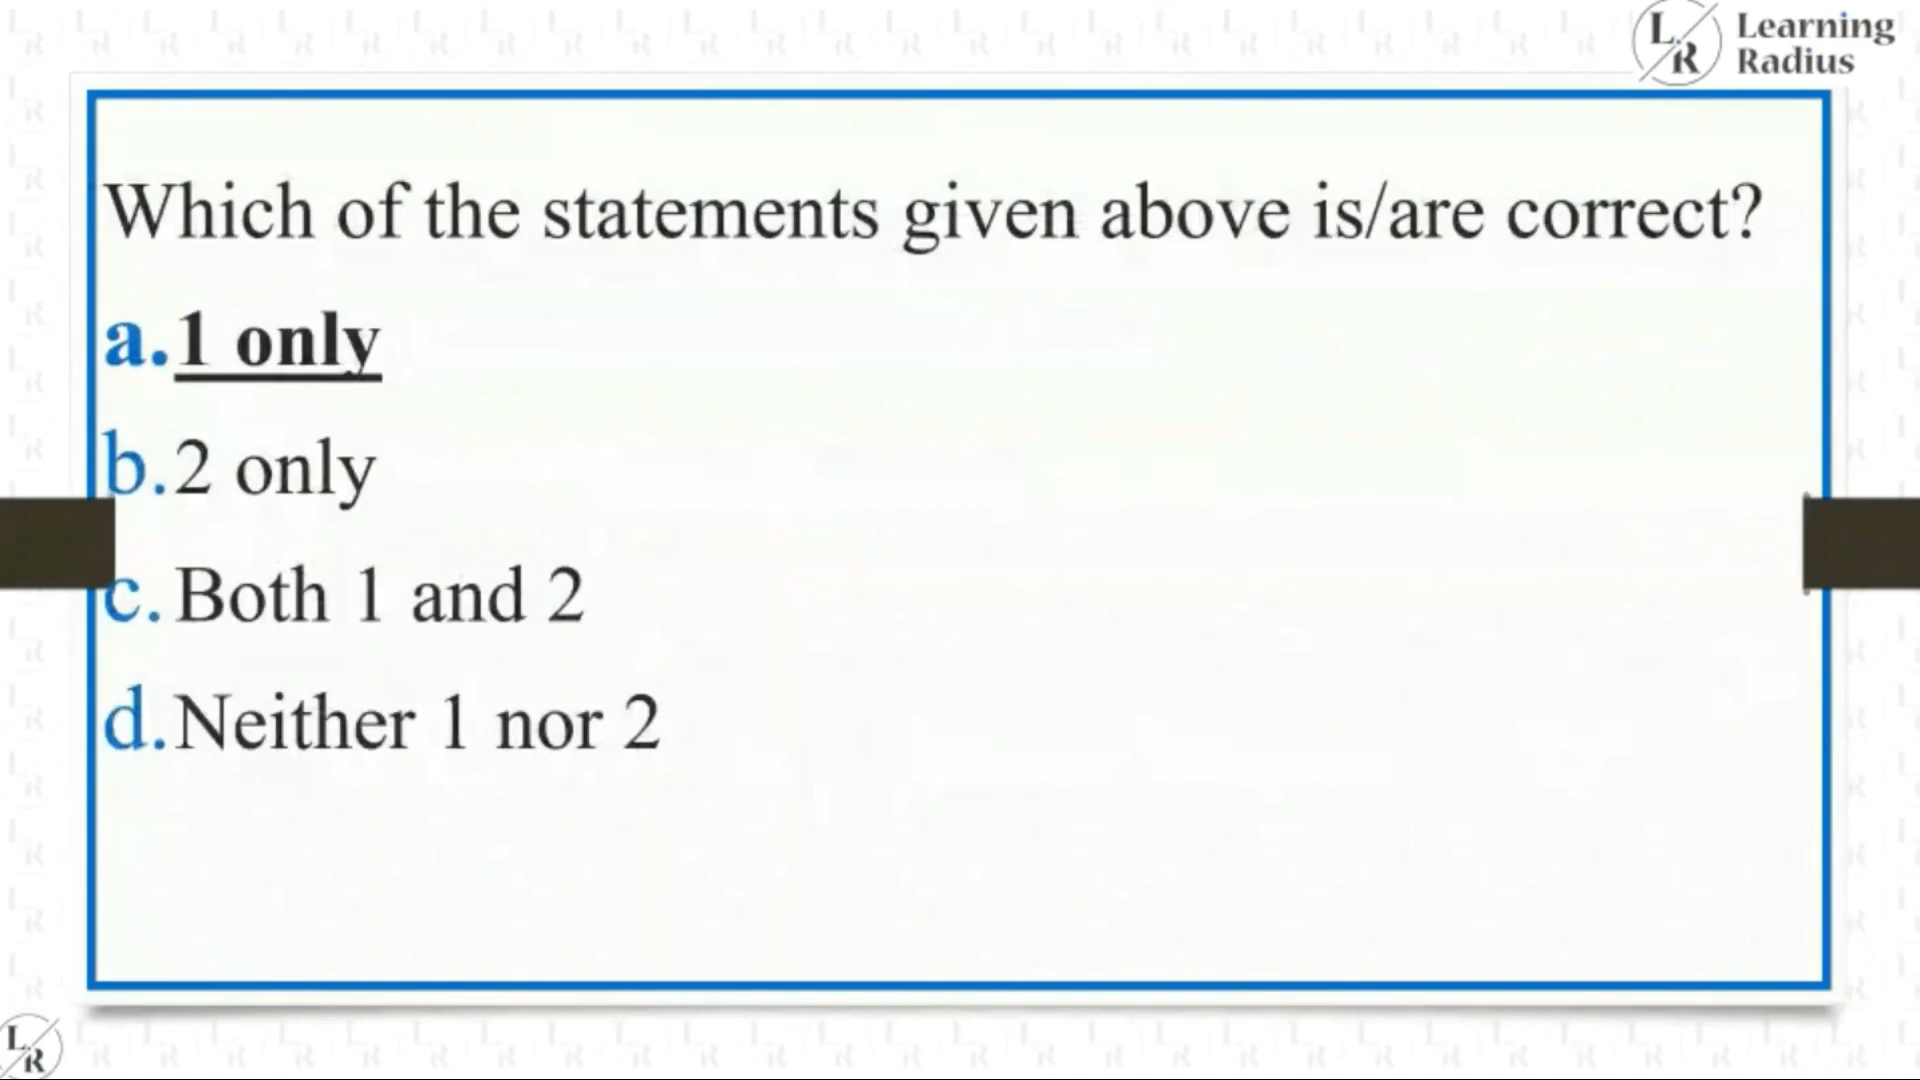 Learning
Radius
Which of the statements given above is/are correct?
a. 1 only
b. 2 only
c. Both 1 and 2
d. Neither 1 nor 2
LR